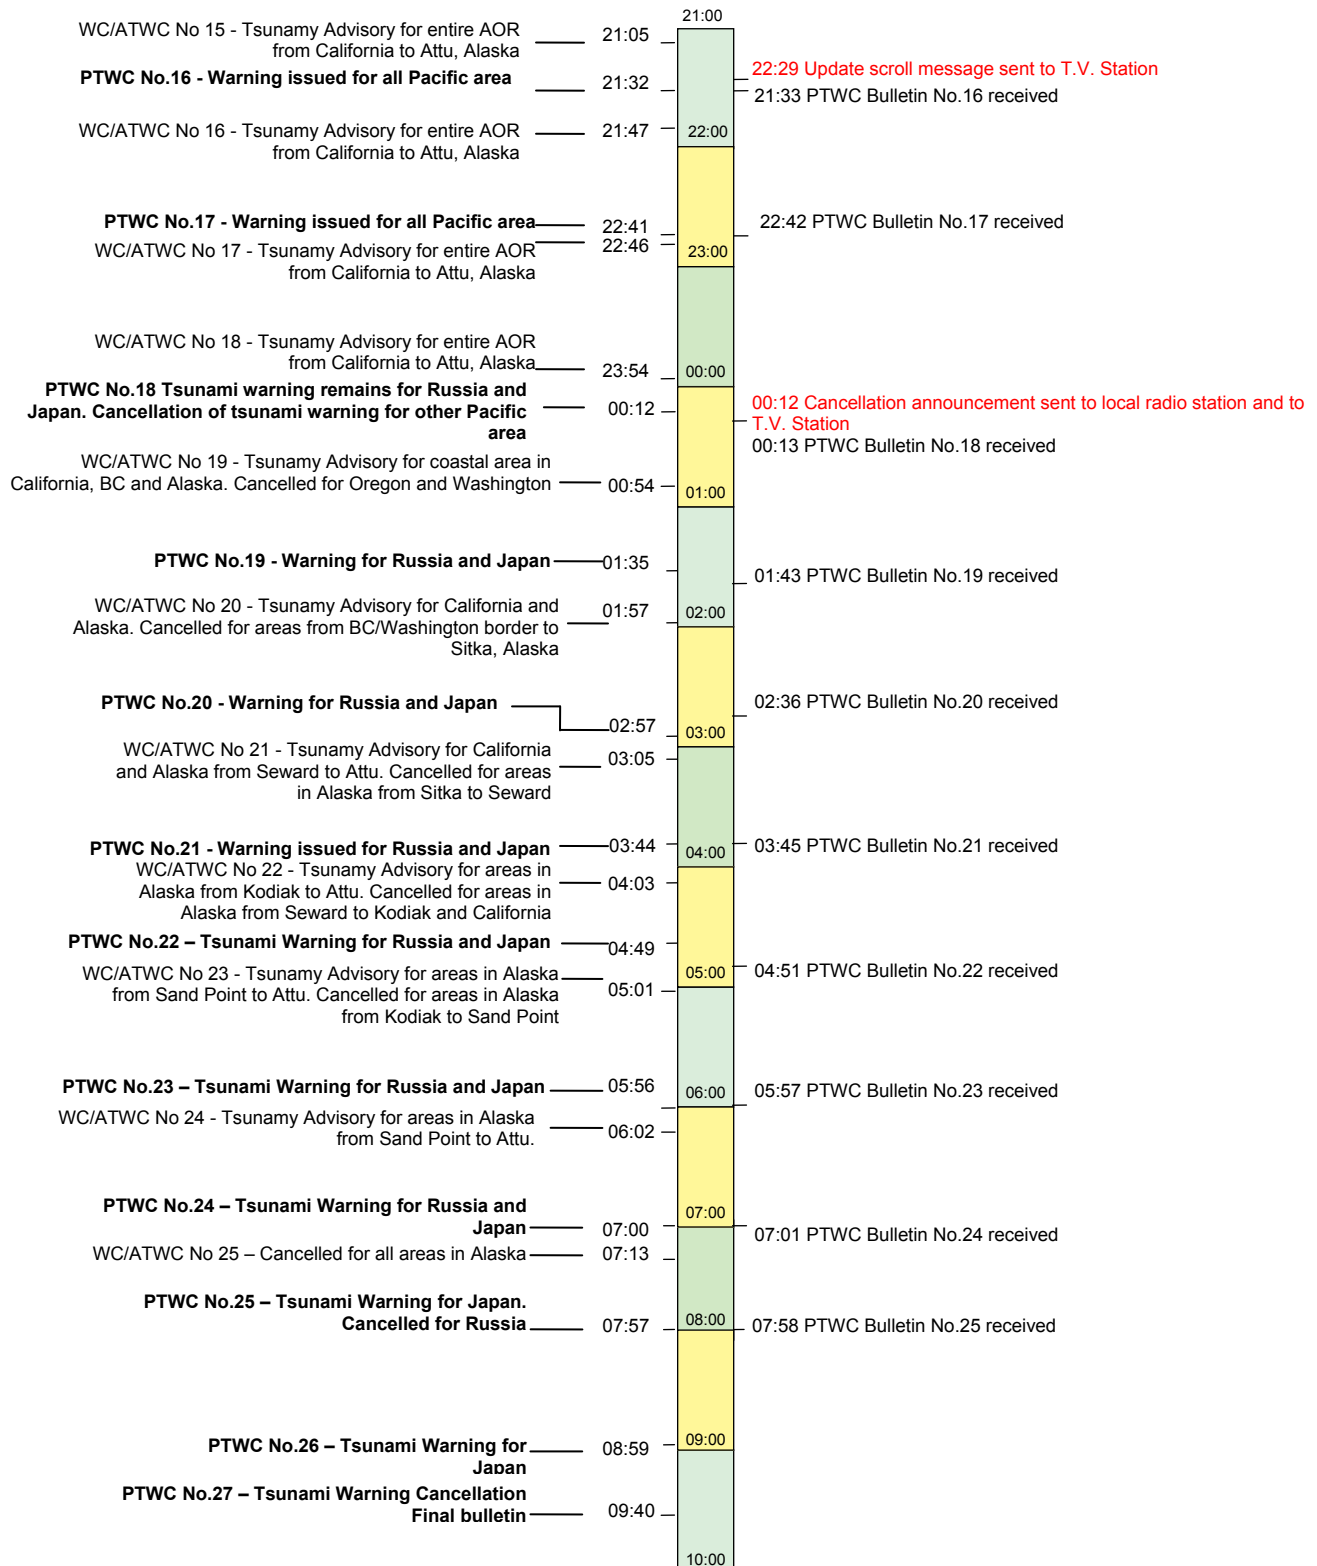 21:00
WC/ATWC No 15 - Tsunamy Advisory for entire AOR
from California to Attu, Alaska
21:05
22:29 Update scroll message sent to T.V. Station
PTWC No.16 - Warning issued for all Pacific area
21:32
21:33 PTWC Bulletin No.16 received
WC/ATWC No 16 - Tsunamy Advisory for entire AOR
from California to Attu, Alaska
21:47
22:00
PTWC No.17 - Warning issued for all Pacific area
22:41
22:42 PTWC Bulletin No.17 received
WC/ATWC No 17 - Tsunamy Advisory for entire AOR
from California to Attu, Alaska
22:46
23:00
WC/ATWC No 18 - Tsunamy Advisory for entire AOR
from California to Attu, Alaska
23:54
00:00
PTWC No.18 Tsunami warning remains for Russia and
Japan. Cancellation of tsunami warning for other Pacific
area
00:12
00:12 Cancellation announcement sent to local radio station and to
T.V. Station
00:13 PTWC Bulletin No.18 received
WC/ATWC No 19 - Tsunamy Advisory for coastal area in
California, BC and Alaska. Cancelled for Oregon and Washington
00:54
01:00
PTWC No.19 - Warning for Russia and Japan
01:35
01:43 PTWC Bulletin No.19 received
WC/ATWC No 20 - Tsunamy Advisory for California and
Alaska. Cancelled for areas from BC/Washington border to
Sitka, Alaska
01:57
02:00
PTWC No.20 - Warning for Russia and Japan
02:57
02:36 PTWC Bulletin No.20 received
03:00
WC/ATWC No 21 - Tsunamy Advisory for California
and Alaska from Seward to Attu. Cancelled for areas
in Alaska from Sitka to Seward
03:05
PTWC No.21 - Warning issued for Russia and Japan
03:44
04:00
03:45 PTWC Bulletin No.21 received
WC/ATWC No 22 - Tsunamy Advisory for areas in
Alaska from Kodiak to Attu. Cancelled for areas in
Alaska from Seward to Kodiak and California
04:03
PTWC No.22 – Tsunami Warning for Russia and Japan
04:49
04:51 PTWC Bulletin No.22 received
05:00
WC/ATWC No 23 - Tsunamy Advisory for areas in Alaska
from Sand Point to Attu. Cancelled for areas in Alaska
from Kodiak to Sand Point
05:01
PTWC No.23 – Tsunami Warning for Russia and Japan
05:56
06:00
05:57 PTWC Bulletin No.23 received
WC/ATWC No 24 - Tsunamy Advisory for areas in Alaska
from Sand Point to Attu.
06:02
PTWC No.24 – Tsunami Warning for Russia and
Japan
07:00
07:00
07:01 PTWC Bulletin No.24 received
WC/ATWC No 25 – Cancelled for all areas in Alaska
07:13
PTWC No.25 – Tsunami Warning for Japan.
Cancelled for Russia
07:57
08:00
07:58 PTWC Bulletin No.25 received
PTWC No.26 – Tsunami Warning for
Japan
08:59
09:00
PTWC No.27 – Tsunami Warning Cancellation
Final bulletin
09:40
10:00